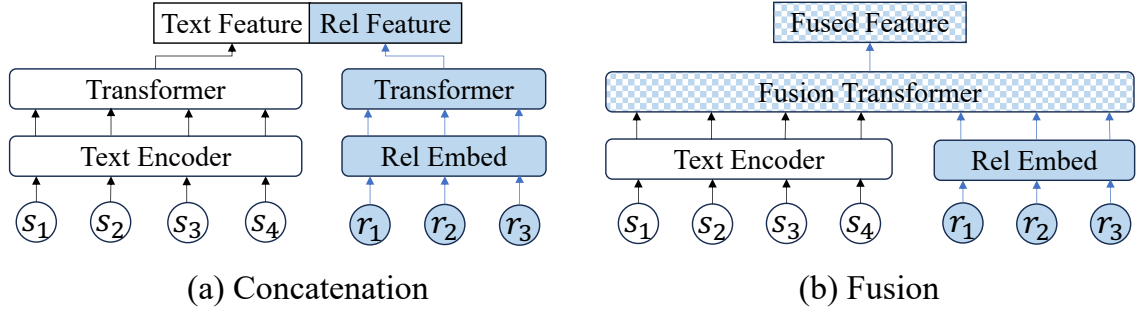 Text Feature Rel Feature
Transformer Transformer
Text Encoder Rel Embed
s1 s2 s3 s4 r1 r2 r3
(a) Concatenation
Fused Feature
Fusion Transformer
Text Encoder Rel Embed
s1 s2 s3 s4 r1 r2 r3
(b) Fusion